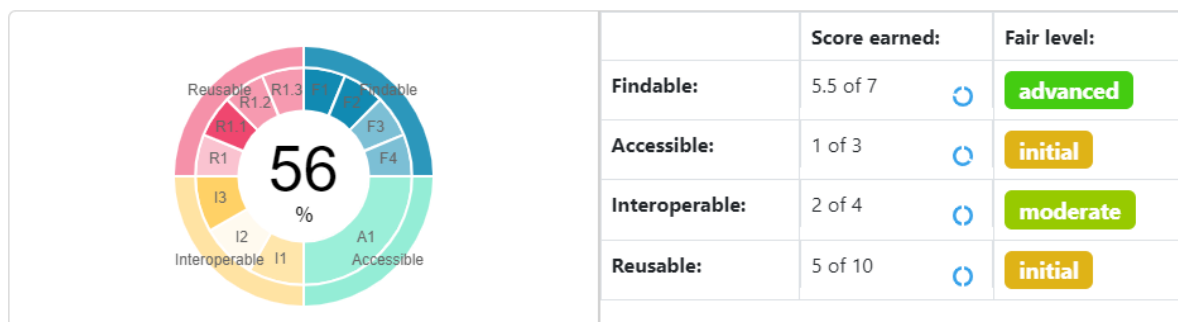 Reusable
Findable
R1.3
F1
R1.2
F2
R1.1
F3
R1
F4
56
%
I3
I2
A1
Interoperable
I1
Accessible
Score earned:
Fair level:
Findable:
5.5 of 7
advanced
Accessible:
1 of 3
initial
Interoperable:
2 of 4
moderate
Reusable:
5 of 10
initial